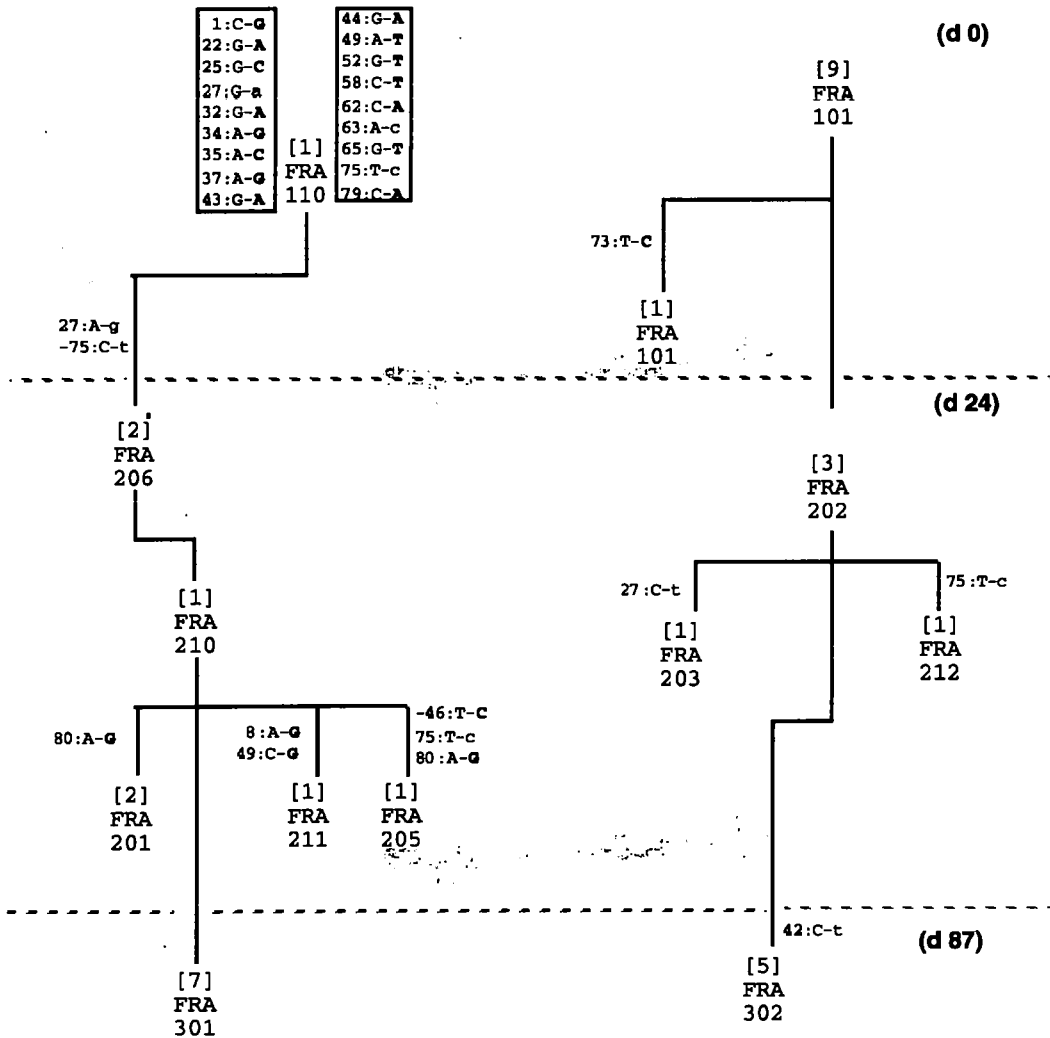 1:C-G
22:G-A
25:G-C
27:G-a
32:G-A
34:A-G
35:A-C
37:A-G
43:G-A
[1]
FRA
110
44:G-A
49:A-T
52:G-T
58:C-T
62:C-A
63:A-c
65:G-T
75:T-c
79:C-A
(d 0)
[9]
FRA
101
73:T-C
[1]
FRA
101
27:A-g
-75:C-t
(d 24)
[2]
FRA
206
[3]
FRA
202
[1]
FRA
210
27:C-t
[1]
FRA
203
75:T-c
[1]
FRA
212
80:A-G
[2]
FRA
201
8:A-G
49:C-G
[1]
FRA
211
-46:T-C
75:T-c
80:A-G
[1]
FRA
205
(d 87)
[7]
FRA
301
42:C-t
[5]
FRA
302